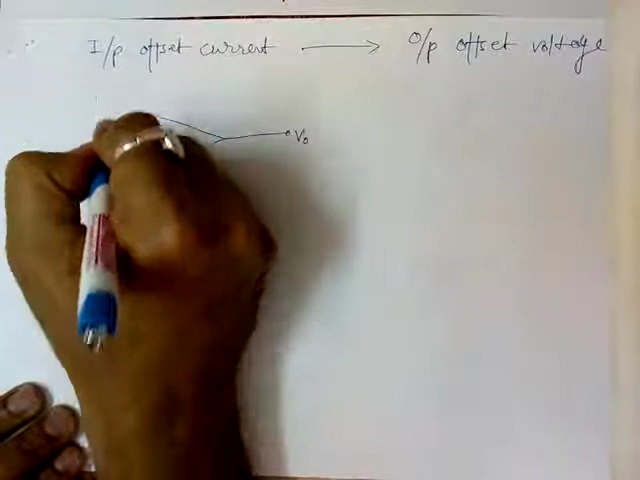 I/p offset current → O/p offset voltage
V₀